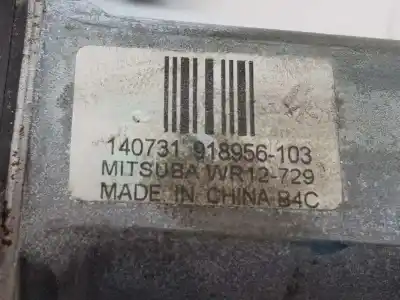 140731 918956-103
MITSUBA WR12-729
MADE IN CHINA B4C